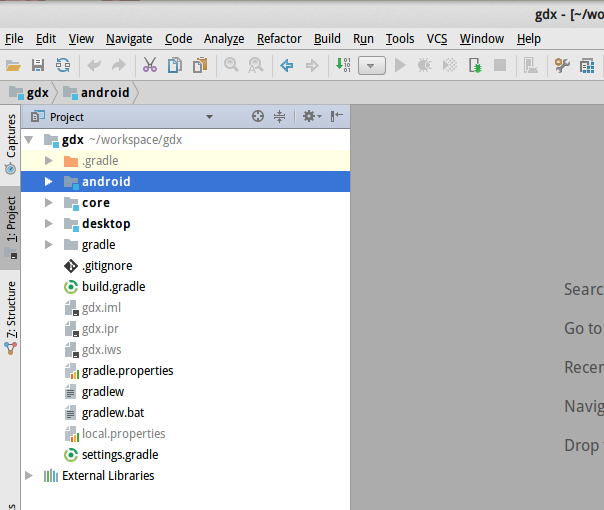 gdx - [~/wo
File Edit View Navigate Code Analyze Refactor Build Run Tools VCS Window Help
gdx android
Captures
1: Project
7: Structure
Project
gdx ~/workspace/gdx
.gradle
android
core
desktop
gradle
.gitignore
build.gradle
gdx.iml
gdx.ipr
gdx.iws
gradle.properties
gradlew
gradlew.bat
local.properties
settings.gradle
External Libraries
Searc
Go to
Recer
Navig
Drop